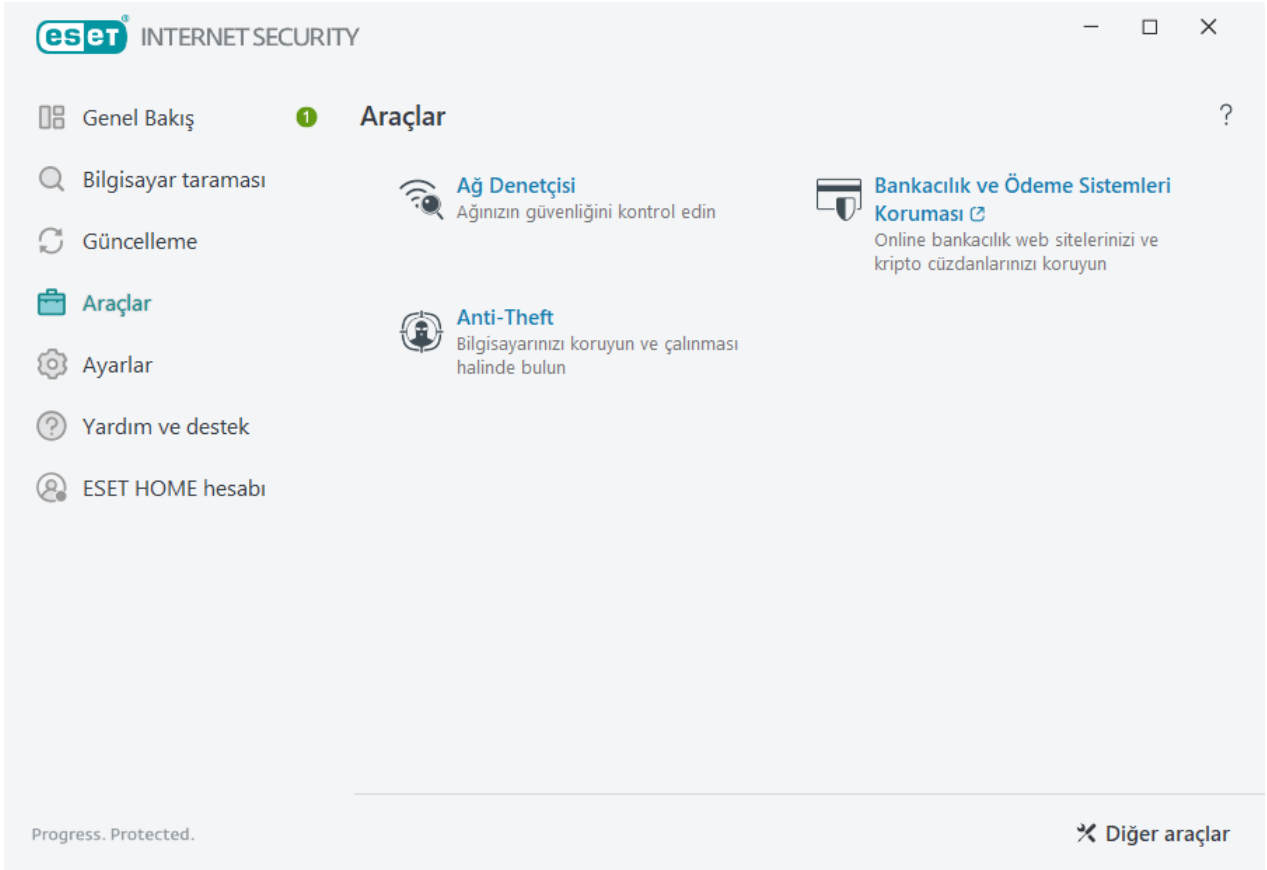 eset® INTERNET SECURITY
Genel Bakış
1
Bilgisayar taraması
Güncelleme
Araçlar
Ayarlar
Yardım ve destek
ESET HOME hesabı
Progress. Protected.
Araçlar
?
Ağ Denetçisi
Ağınızın güvenliğini kontrol edin
Bankacılık ve Ödeme Sistemleri
Koruması
Online bankacılık web sitelerinizi ve
kripto cüzdanlarınızı koruyun
Anti-Theft
Bilgisayarınızı koruyun ve çalınması
halinde bulun
Diğer araçlar